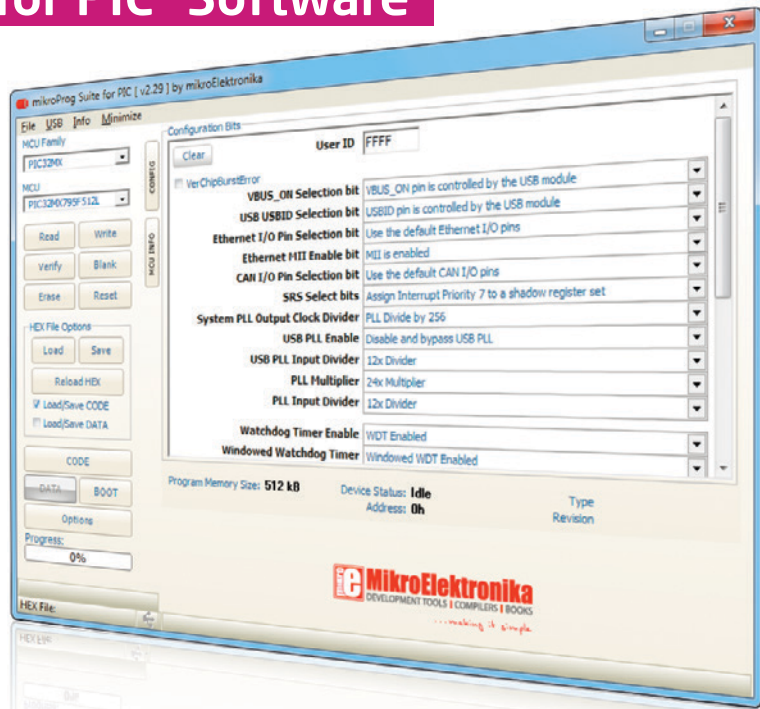 for PIC® Software
mikroProg Suite for PIC [ v2.29 ] by mikroElektronika
File USB Info Minimize
MCU Family
PIC32MX
MCU
PIC32MX795F512L
Read Write
Verify Blank
Erase Reset
HEX File Options
Load Save
Reload HEX
Load/Save CODE
Load/Save DATA
CODE
DATA BOOT
Options
Progress:
0%
HEX File:
CONFIG
MCU INFO
Configuration Bits
Clear
User ID FFFF
VerChipBurstError
VBUS_ON Selection bit VBUS_ON pin is controlled by the USB module
USB USBID Selection bit USBID pin is controlled by the USB module
Ethernet I/O Pin Selection bit Use the default Ethernet I/O pins
Ethernet MII Enable bit MII is enabled
CAN I/O Pin Selection bit Use the default CAN I/O pins
SRS Select bits Assign Interrupt Priority 7 to a shadow register set
System PLL Output Clock Divider PLL Divide by 256
USB PLL Enable Disable and bypass USB PLL
USB PLL Input Divider 12x Divider
PLL Multiplier 24x Multiplier
PLL Input Divider 12x Divider
Watchdog Timer Enable WDT Enabled
Windowed Watchdog Timer Windowed WDT Enabled
Program Memory Size: 512 kB
Device Status: Idle
Address: 0h
Type
Revision
MikroElektronika
DEVELOPMENT TOOLS | COMPILERS | BOOKS
...making it simple